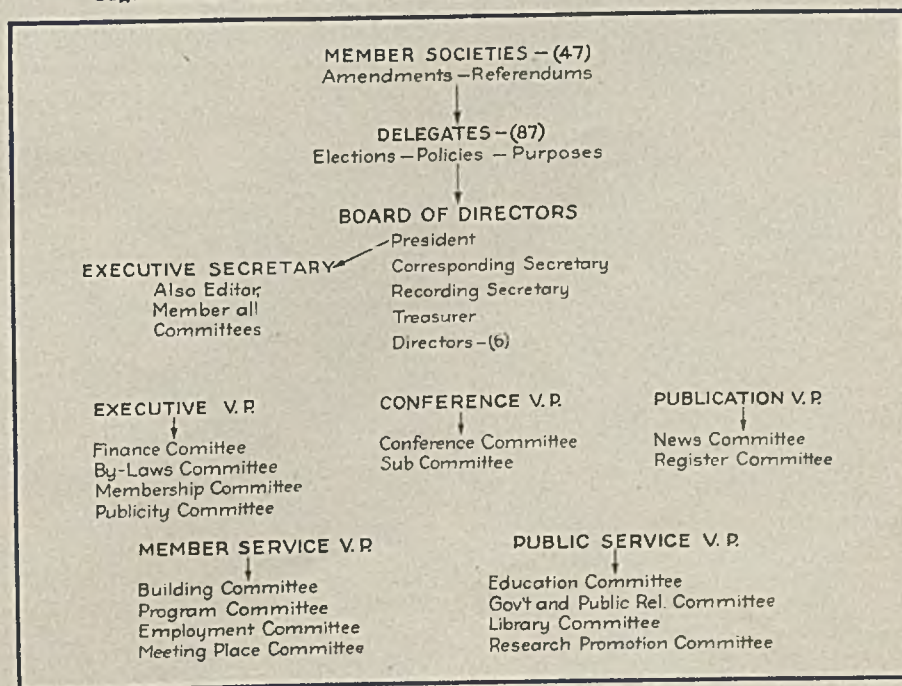 MEMBER SOCIETIES – (47)
Amendments – Referendums
DELEGATES – (87)
Elections – Policies – Purposes
BOARD OF DIRECTORS
President
Corresponding Secretary
Recording Secretary
Treasurer
Directors – (6)
EXECUTIVE SECRETARY
Also Editor,
Member all
Committees
EXECUTIVE V.P.
Finance Comittee
By-Laws Committee
Membership Committee
Publicity Committee
CONFERENCE V.P.
Conference Committee
Sub Committee
PUBLICATION V.P.
News Committee
Register Committee
MEMBER SERVICE V.P.
Building Committee
Program Committee
Employment Committee
Meeting Place Committee
PUBLIC SERVICE V.P.
Education Committee
Gov't and Public Rel. Committee
Library Committee
Research Promotion Committee